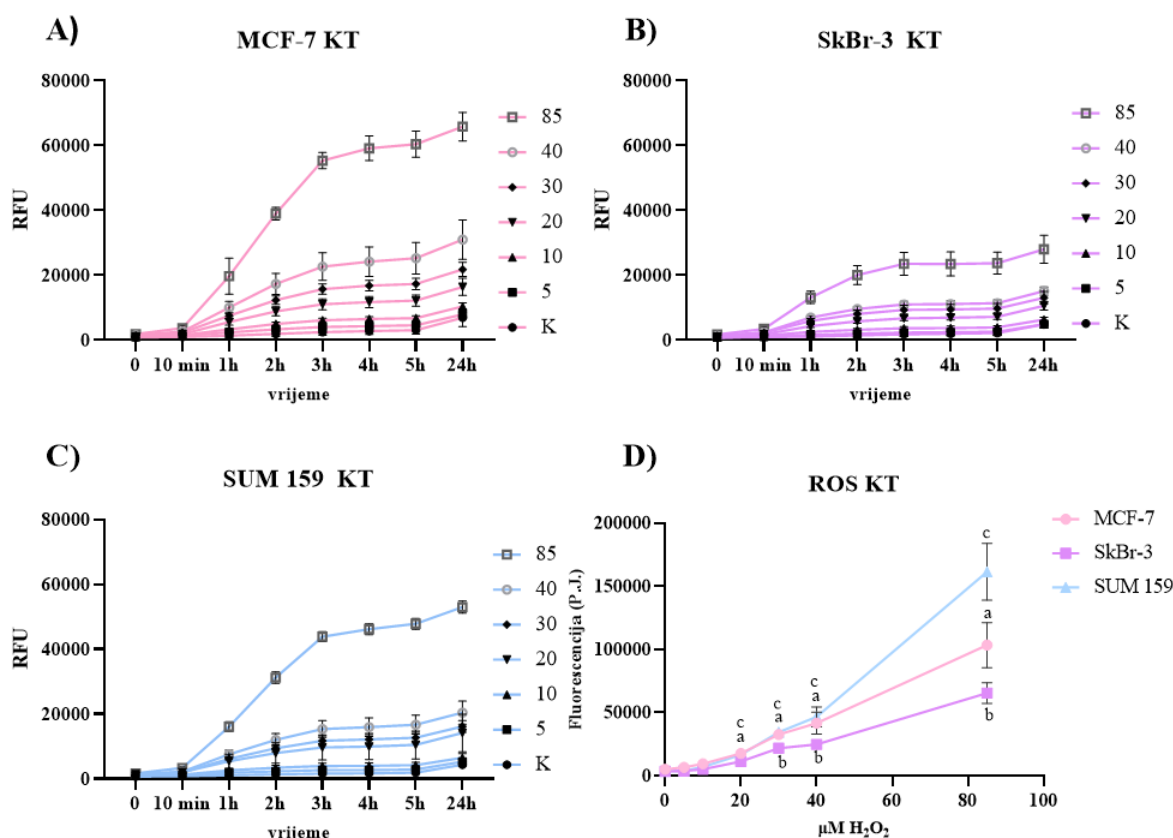 A)
MCF-7 KT
80000
60000
40000
20000
0
RFU
0 10 min 1h 2h 3h 4h 5h 24h
vrijeme
85
40
30
20
10
5
K
B)
SkBr-3 KT
80000
60000
40000
20000
0
RFU
0 10 min 1h 2h 3h 4h 5h 24h
vrijeme
85
40
30
20
10
5
K
C)
SUM 159 KT
80000
60000
40000
20000
0
RFU
0 10 min 1h 2h 3h 4h 5h 24h
vrijeme
85
40
30
20
10
5
K
D)
ROS KT
200000
150000
100000
50000
0
Fluorescencija (P.J.)
c
a
b
c
a
b
c
a
b
c
a
0 20 40 60 80 100
µM H₂O₂
MCF-7
SkBr-3
SUM 159